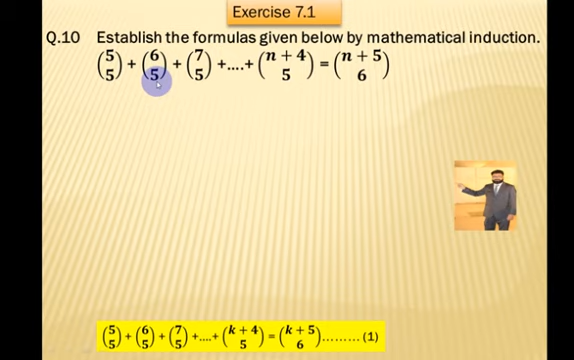 Exercise 7.1
Q.10 Establish the formulas given below by mathematical induction.
(5 5) + (6 5) + (7 5) +....+ (n + 4 5) = (n + 5 6)
(5 5) + (6 5) + (7 5) +....+ (k + 4 5) = (k + 5 6)......... (1)